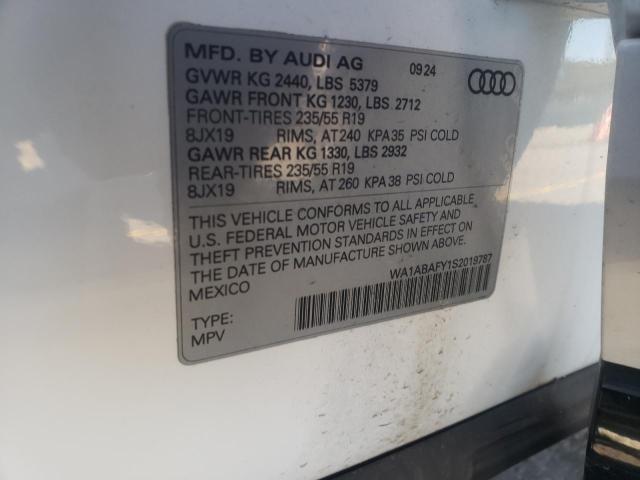 MFD. BY AUDI AG 09 24
GVWR KG 2440, LBS 5379
GAWR FRONT KG 1230, LBS 2712
FRONT-TIRES 235/55 R19
8JX19 RIMS, AT 240 KPA 35 PSI COLD
GAWR REAR KG 1330, LBS 2932
REAR-TIRES 235/55 R19
8JX19 RIMS, AT 260 KPA 38 PSI COLD
THIS VEHICLE CONFORMS TO ALL APPLICABLE
U.S. FEDERAL MOTOR VEHICLE SAFETY AND
THEFT PREVENTION STANDARDS IN EFFECT ON
THE DATE OF MANUFACTURE SHOWN ABOVE.
MEXICO
WA1ABAFY1S2019787
TYPE:
MPV